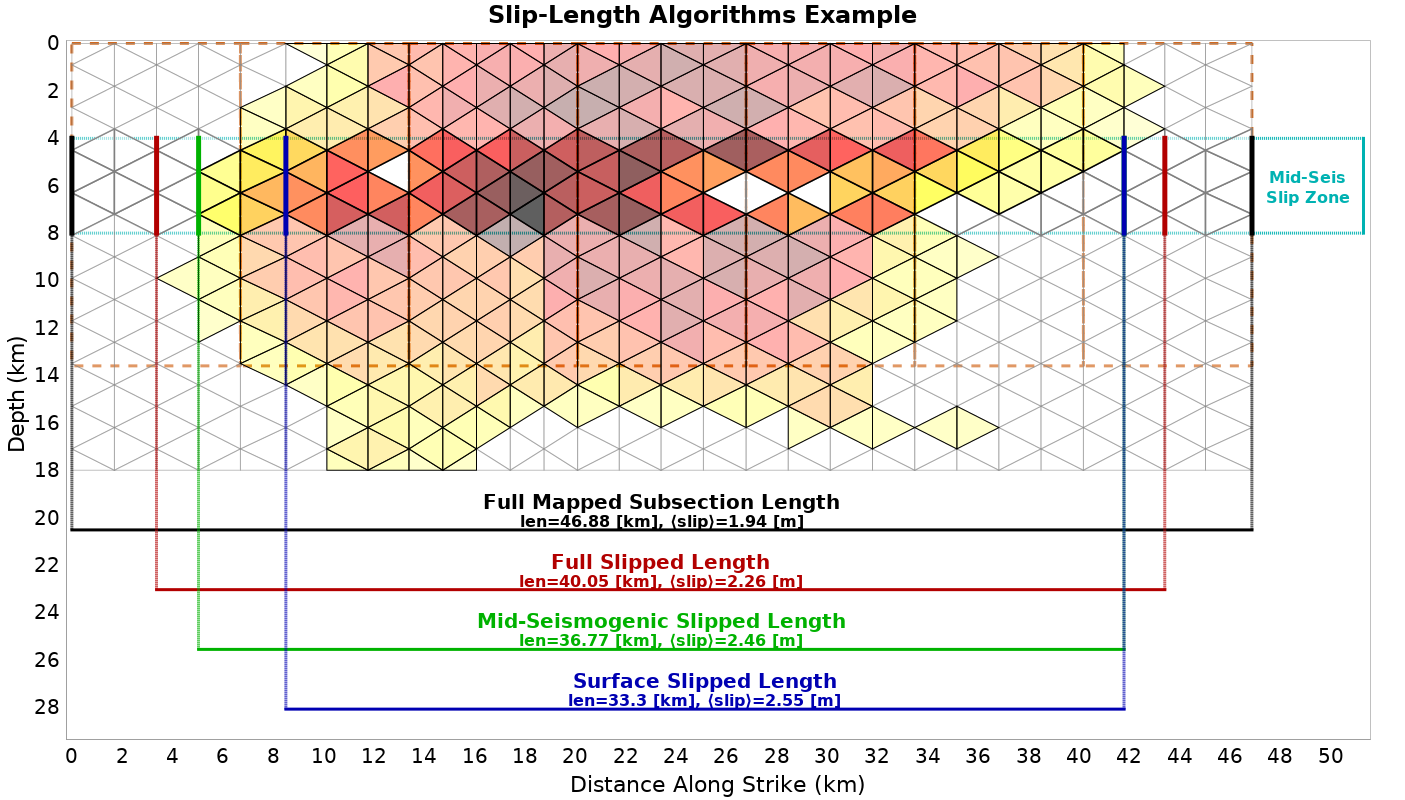 Slip-Length Algorithms Example
0
2
4
6
8
10
12
14
16
18
20
22
24
26
28
Depth (km)
Mid-Seis
Slip Zone
Full Mapped Subsection Length
len=46.88 [km], ⟨slip⟩=1.94 [m]
Full Slipped Length
len=40.05 [km], ⟨slip⟩=2.26 [m]
Mid-Seismogenic Slipped Length
len=36.77 [km], ⟨slip⟩=2.46 [m]
Surface Slipped Length
len=33.3 [km], ⟨slip⟩=2.55 [m]
0 2 4 6 8 10 12 14 16 18 20 22 24 26 28 30 32 34 36 38 40 42 44 46 48 50
Distance Along Strike (km)